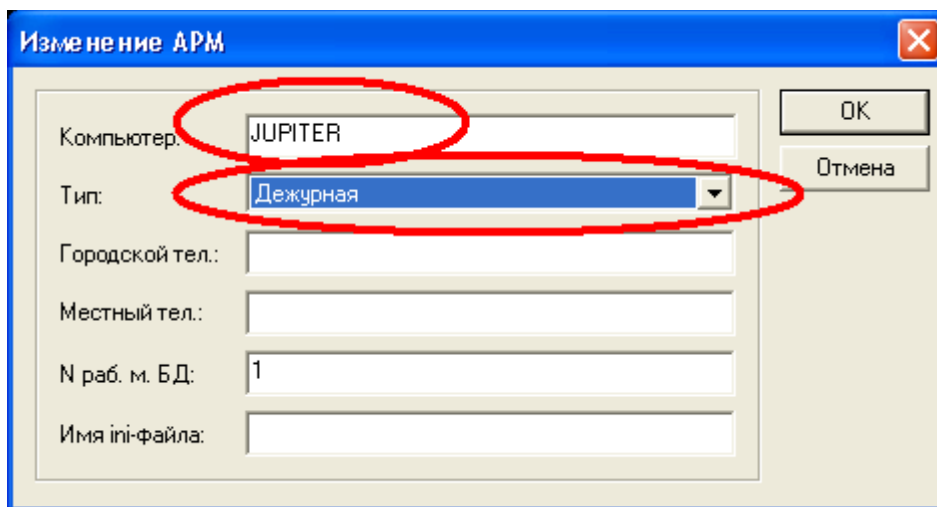 Изменение АРМ
Компьютер: JUPITER
Тип: Дежурная
Городской тел.:
Местный тел.:
N раб. м. БД: 1
Имя ini-файла:
OK
Отмена